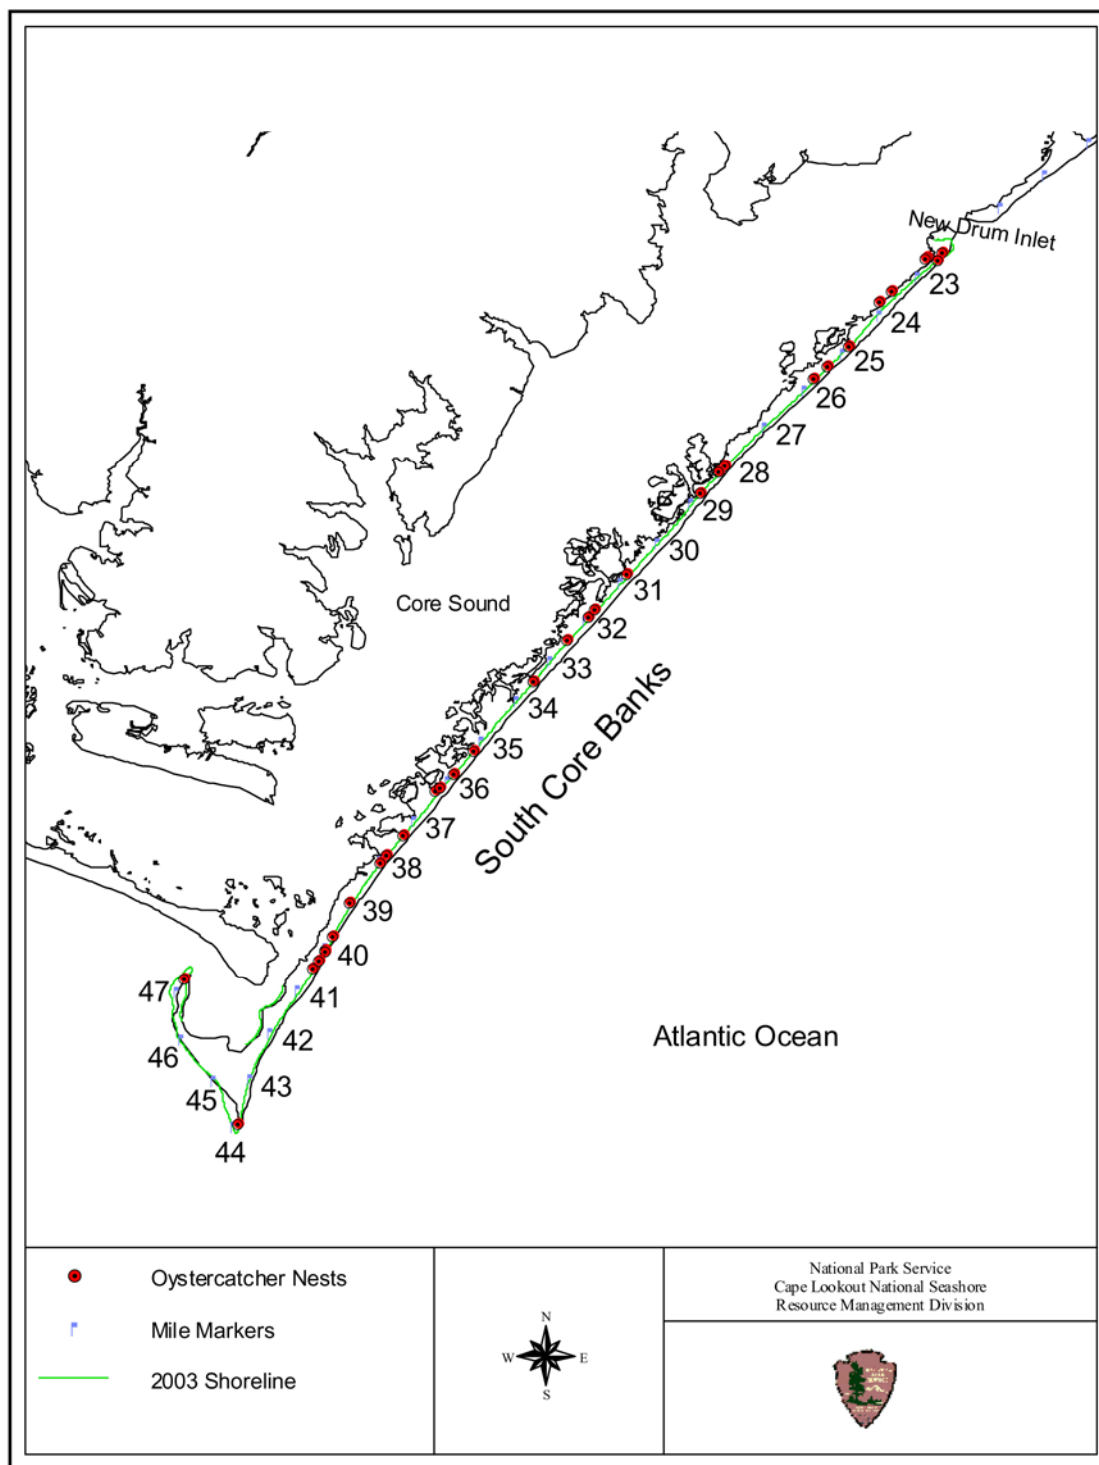 New Drum Inlet
23
24
25
26
27
28
29
30
31
Core Sound
32
33
34
South Core Banks
35
36
37
38
39
40
41
47
42
Atlantic Ocean
46
43
45
44
Oystercatcher Nests
Mile Markers
2003 Shoreline
N
W E
S
National Park Service
Cape Lookout National Seashore
Resource Management Division